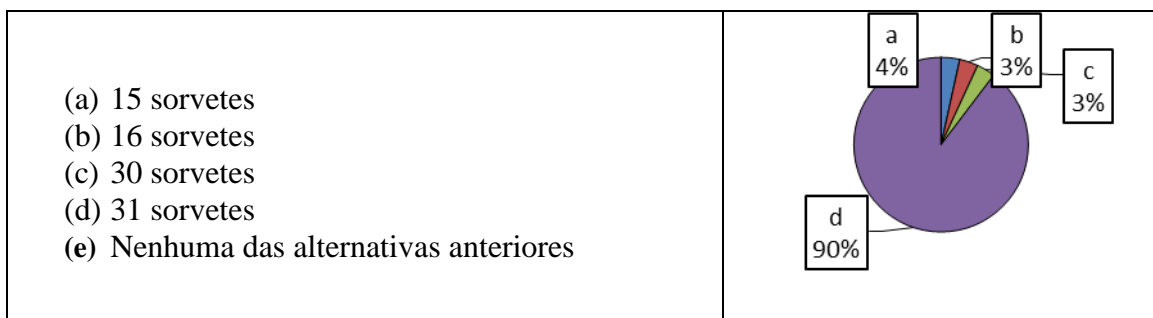 (a) 15 sorvetes
(b) 16 sorvetes
(c) 30 sorvetes
(d) 31 sorvetes
(e) Nenhuma das alternativas anteriores
a
4%
b
3%
c
3%
d
90%